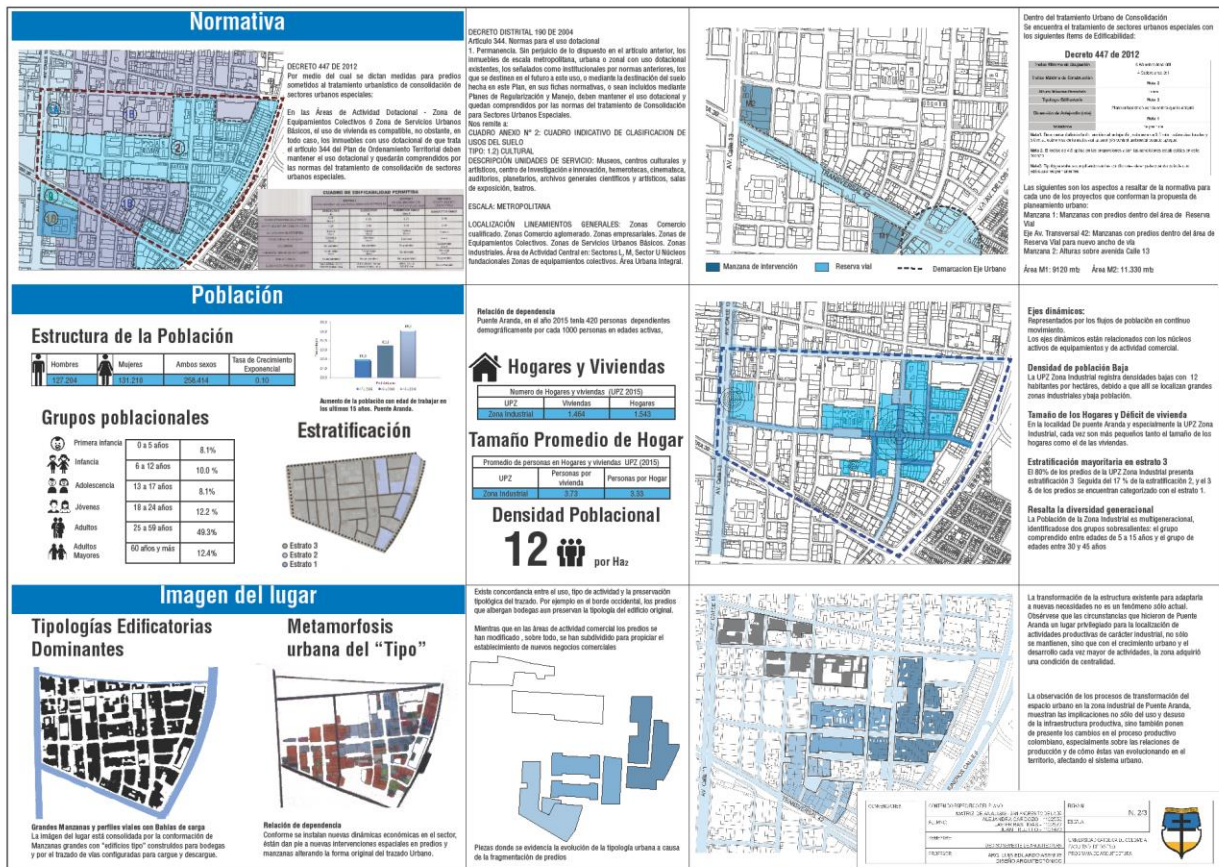 Normativa
DECRETO 447 DE 2012
Por medio del cual se dictan medidas para predios
sometidos al tratamiento urbanístico de consolidación de
sectores urbanos especiales:
En las Áreas de Actividad Dotacional - Zona de
Equipamientos Colectivos ó Zona de Servicios Urbanos
Básicos, el uso de vivienda es compatible, no obstante, en
todo caso, los inmuebles con uso dotacional de que trata
el artículo 344 del Plan de Ordenamiento Territorial deben
mantener el uso dotacional y quedarán comprendidos por
las normas del tratamiento de consolidación de sectores
urbanos especiales.
CUADRO DE EDIFICABILIDAD PERMITIDA
DECRETO DISTRITAL 190 DE 2004
Artículo 344. Normas para el uso dotacional
1. Permanencia. Sin perjuicio de lo dispuesto en el artículo anterior, los
inmuebles de escala metropolitana, urbana o zonal con uso dotacional
existentes, los señalados como institucionales por normas anteriores, los
que se destinen en el futuro a este uso, o mediante la destinación del suelo
hecha en este Plan, en sus fichas normativas, o sean incluidos mediante
Planes de Regularización y Manejo, deben mantener el uso dotacional y
quedan comprendidos por las normas del tratamiento de Consolidación
para Sectores Urbanos Especiales.
Nos remite a:
CUADRO ANEXO N° 2: CUADRO INDICATIVO DE CLASIFICACION DE
USOS DEL SUELO
TIPO: 1.2) CULTURAL
DESCRIPCIÓN UNIDADES DE SERVICIO: Museos, centros culturales y
artísticos, centro de Investigación e innovación, hemerotecas, cinemateca,
auditorios, planetarios, archivos generales científicos y artísticos, salas
de exposición, teatros.
ESCALA: METROPOLITANA
LOCALIZACIÓN LINEAMIENTOS GENERALES: Zonas Comercio
cualificado. Zonas Comercio aglomerado. Zonas empresariales. Zonas de
Equipamientos Colectivos. Zonas de Servicios Urbanos Básicos. Zonas
Industriales. Área de Actividad Central en: Sectores L, M, Sector U Núcleos
fundacionales Zonas de equipamientos colectivos. Área Urbana Integral.
M2
AV. Calle 13
Manzana de intervención
Reserva vial
Demarcacion Eje Urbano
Dentro del tratamiento Urbano de Consolidación
Se encuentra el tratamiento de sectores urbanos especiales con
los siguientes ítems de Edificabilidad:
Decreto 447 de 2012
Las siguientes son los aspectos a resaltar de la normativa para
cada uno de los proyectos que conforman la propuesta de
planeamiento urbano:
Manzana 1: Manzanas con predios dentro del área de Reserva
Vial
Eje Av. Transversal 42: Manzanas con predios dentro del área de
Reserva Vial para nuevo ancho de vía
Manzana 2: Alturas sobre avenida Calle 13
Área M1: 9120 mts Área M2: 11.330 mts
Población
Estructura de la Población
Hombres Mujeres Ambos sexos Tasa de Crecimiento
Exponencial
127.204 131.218 258.414 0.10
Aumento de la población con edad de trabajar en
los ultimos 15 años. Puente Aranda.
Grupos poblacionales
Primera infancia 0 a 5 años 8.1%
Infancia 6 a 12 años 10.0 %
Adolescencia 13 a 17 años 8.1%
Jóvenes 18 a 24 años 12.2 %
Adultos 25 a 59 años 49.3%
Adultos
Mayores 60 años y más 12.4%
Estratificación
Estrato 3
Estrato 2
Estrato 1
Relación de dependencia
Puente Aranda, en el año 2015 tenía 420 personas dependientes
demográficamente por cada 1000 personas en edades activas,
Hogares y Viviendas
Numero de Hogares y viviendas (UPZ 2015)
UPZ Viviendas Hogares
Zona Industrial 1.464 1.543
Tamaño Promedio de Hogar
Promedio de personas en Hogares y viviendas UPZ (2015)
UPZ Personas por
vivienda Personas por Hogar
Zona Industrial 3.73 3.33
Densidad Poblacional
12 por Ha2
AV. Calle 13
Ejes dinámicos:
Representados por los flujos de población en continuo
movimiento.
Los ejes dinámicos están relacionados con los núcleos
activos de equipamientos y de actividad comercial.
Densidad de población Baja
La UPZ Zona Industrial registra densidades bajas con 12
habitantes por hectáres, debido a que allí se localizan grandes
zonas industriales ybaja población.
Tamaño de los Hogares y Déficit de vivienda
En la localidad De puente Aranda y especialmente la UPZ Zona
Industrial, cada vez son más pequeños tanto el tamaño de los
hogares como el de las viviendas.
Estratificación mayoritaria en estrato 3
El 80% de los predios de la UPZ Zona Industrial presenta
estratificación 3 Seguida del 17 % de la estratificación 2, y el 3
& de los predios se encuentran categorizado con el estrato 1.
Resalta la diversidad generacional
La Población de la Zona Industrial es multigeneracional,
identificadose dos grupos sobresalientes: el grupo
comprendido entre edades de 5 a 15 años y el grupo de
edades entre 30 y 45 años
Imagen del lugar
Tipologías Edificatorias
Dominantes
Grandes Manzanas y perfiles viales con Bahías de carga
La imágen del lugar está consolidada por la conformación de
Manzanas grandes con "edificios tipo" construídos para bodegas
y por el trazado de vías configuradas para cargue y descargue.
Metamorfosis
urbana del “Tipo”
Relación de dependencia
Conforme se instalan nuevas dinámicas económicas en el sector,
están dan pie a nuevas intervenciones espaciales en predios y
manzanas alterando la forma original del trazado Urbano.
Existe concordancia entre el uso, tipo de actividad y la preservación
tipológica del trazado. Por ejemplo en el borde occidental, los predios
que albergan bodegas aun preservan la tipología del edificio original.
Mientras que en las áreas de actividad comercial los predios se
han modificado , sobre todo, se han subdividido para propiciar el
establecimiento de nuevos negocios comerciales
Piezas donde se evidencia la evolución de la tipología urbana a causa
de la fragmentación de predios
AV. Calle 13
La transformación de la estructura existente para adaptarla
a nuevas necesidades no es un fenómeno sólo actual.
Obsérvese que las circunstancias que hicieron de Puente
Aranda un lugar privilegiado para la localización de
actividades productivas de carácter industrial, no sólo
se mantienen, sino que con el crecimiento urbano y el
desarrollo cada vez mayor de actividades, la zona adquirió
una condición de centralidad.
La observación de los procesos de transformación del
espacio urbano en la zona industrial de Puente Aranda,
muestran las implicaciones no sólo del uso y desuso
de la infraestructura productiva, sino también ponen
de presente los cambios en el proceso productivo
colombiano, especialmente sobre las relaciones de
producción y de cómo éstas van evolucionando en el
territorio, afectando el sistema urbano.
N. 2/3